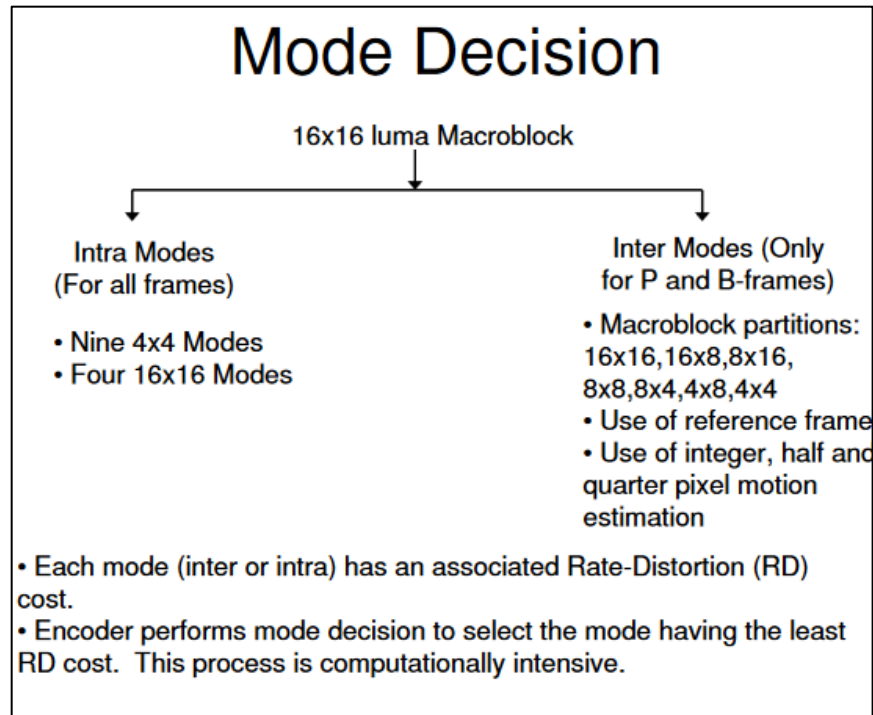 Mode Decision
16x16 luma Macroblock
Intra Modes
(For all frames)
• Nine 4x4 Modes
• Four 16x16 Modes
Inter Modes (Only
for P and B-frames)
• Macroblock partitions:
16x16,16x8,8x16,
8x8,8x4,4x8,4x4
• Use of reference frame
• Use of integer, half and
quarter pixel motion
estimation
• Each mode (inter or intra) has an associated Rate-Distortion (RD)
cost.
• Encoder performs mode decision to select the mode having the least
RD cost.  This process is computationally intensive.